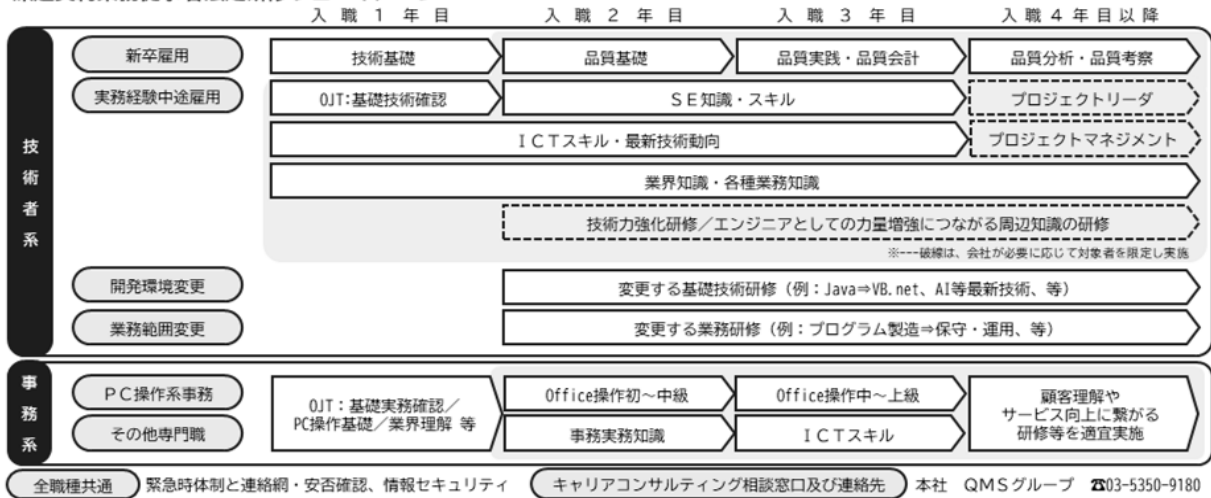 入職１年目　入職２年目　入職３年目　入職４年目以降
技術者系
新卒雇用　技術基礎　品質基礎　品質実践・品質会計　品質分析・品質考察
実務経験中途雇用　OJT:基礎技術確認　ＳＥ知識・スキル　プロジェクトリーダ
ＩＣＴスキル・最新技術動向　プロジェクトマネジメント
業界知識・各種業務知識
技術力強化研修／エンジニアとしての力量増強につながる周辺知識の研修
※---破線は、会社が必要に応じて対象者を限定し実施
開発環境変更　変更する基礎技術研修（例：Java⇒VB.net、AI等最新技術、等）
業務範囲変更　変更する業務研修（例：プログラム製造⇒保守・運用、等）
事務系
ＰＣ操作系事務　Office操作初～中級　Office操作中～上級
その他専門職　事務実務知識　ＩＣＴスキル
OJT：基礎実務確認／
PC操作基礎／業界理解 等
顧客理解や
サービス向上に繋がる
研修等を適宜実施
全職種共通　緊急時体制と連絡網・安否確認、情報セキュリティ　キャリアコンサルティング相談窓口及び連絡先　本社　QMSグループ　☎03-5350-9180